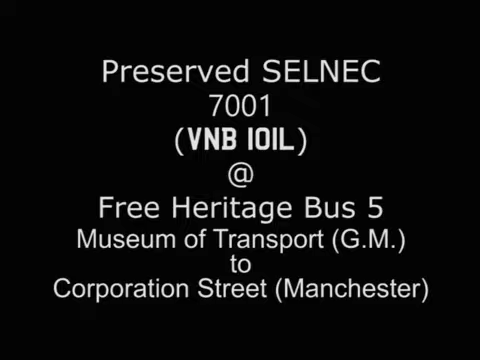 Preserved SELNEC
7001
(VNB 101L)
@
Free Heritage Bus 5
Museum of Transport (G.M.)
to
Corporation Street (Manchester)